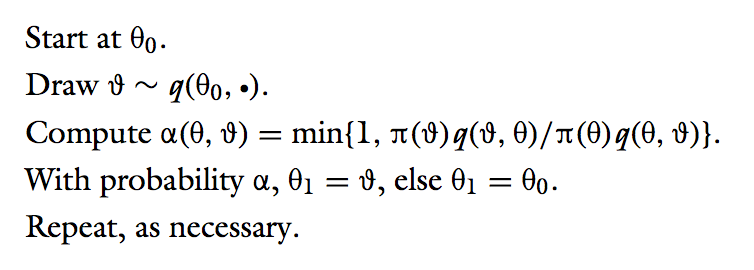 Start at θ₀.
Draw ϑ ∼ q(θ₀, •).
Compute α(θ, ϑ) = min{1, π(ϑ)q(ϑ, θ)/π(θ)q(θ, ϑ)}.
With probability α, θ₁ = ϑ, else θ₁ = θ₀.
Repeat, as necessary.